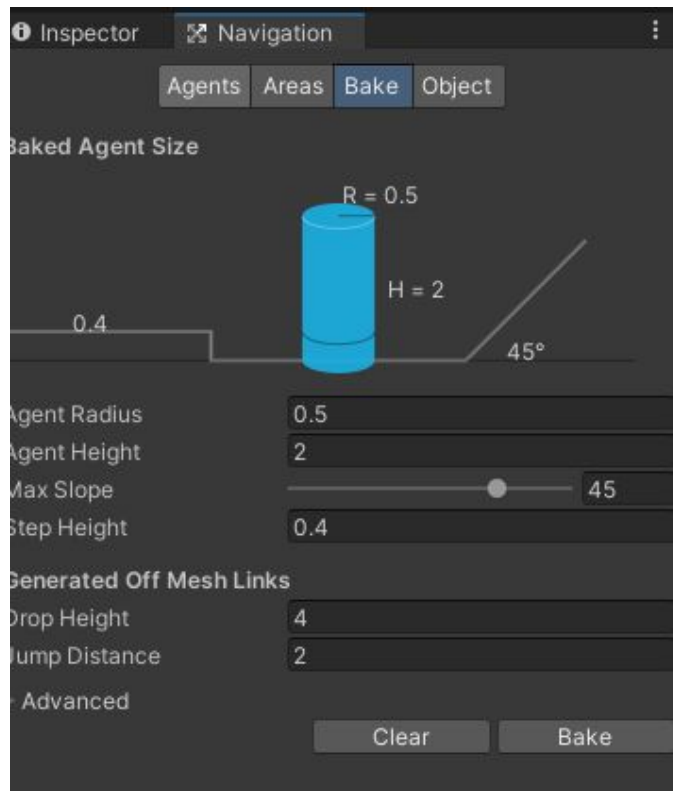 Inspector Navigation
Agents Areas Bake Object
Baked Agent Size
R = 0.5
H = 2
0.4
45°
Agent Radius 0.5
Agent Height 2
Max Slope 45
Step Height 0.4
Generated Off Mesh Links
Drop Height 4
Jump Distance 2
Advanced
Clear Bake